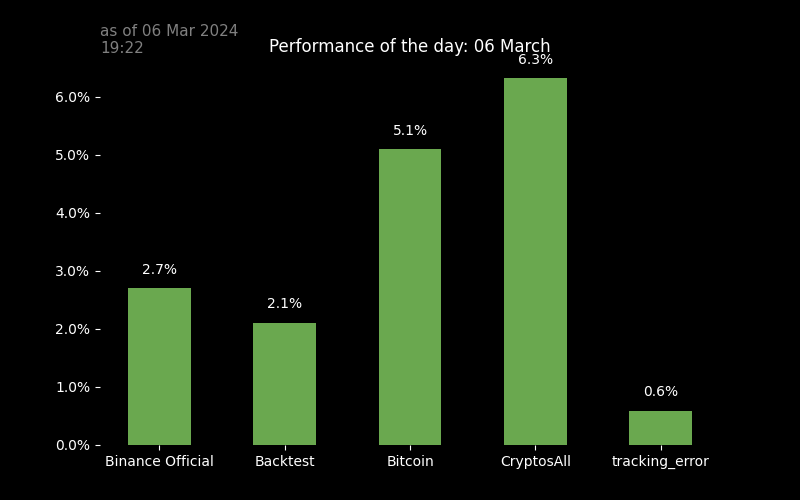 as of 06 Mar 2024
19:22
Performance of the day: 06 March
6.3%
6.0%
5.1%
5.0%
4.0%
3.0%
2.7%
2.1%
2.0%
1.0%
0.6%
0.0%
Binance Official
Backtest
Bitcoin
CryptosAll
tracking_error